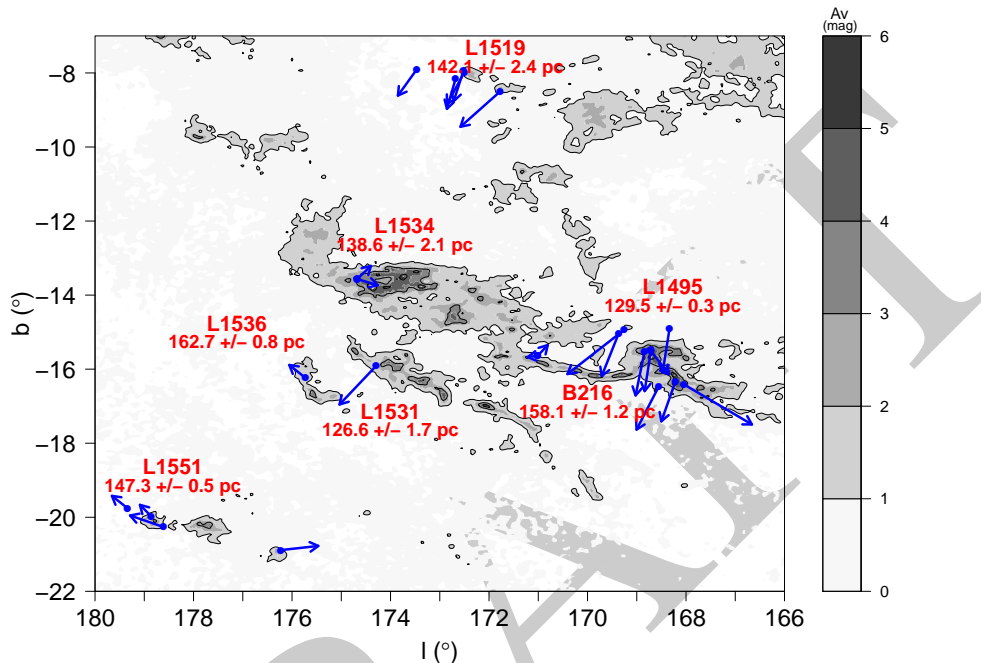 Av
(mag)
6
5
4
3
2
1
0
−8
−10
−12
−14
−16
−18
−20
−22
b (°)
180
178
176
174
172
170
168
166
l (°)
L1519
142.1 +/− 2.4 pc
L1534
138.6 +/− 2.1 pc
L1495
129.5 +/− 0.3 pc
L1536
162.7 +/− 0.8 pc
B216
158.1 +/− 1.2 pc
L1531
126.6 +/− 1.7 pc
L1551
147.3 +/− 0.5 pc